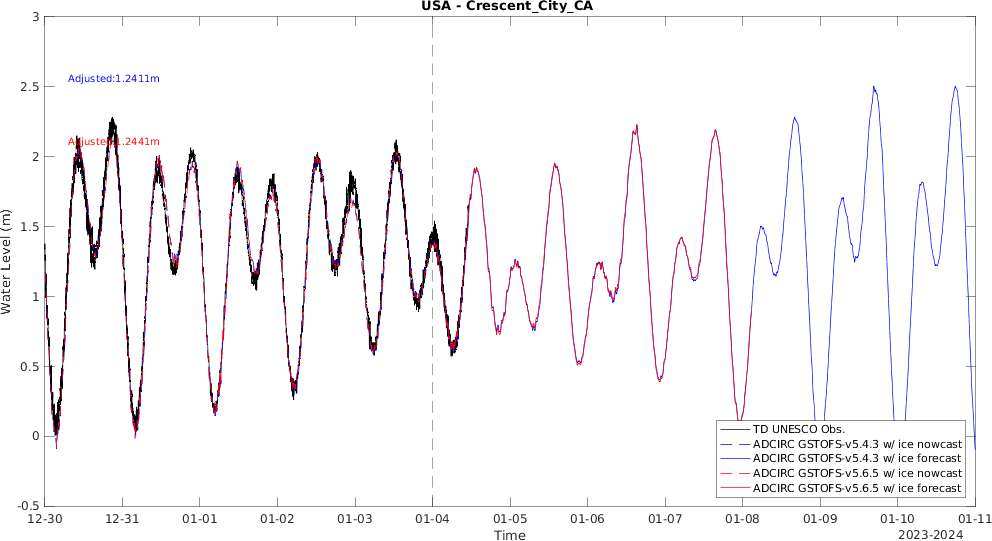 USA - Crescent_City_CA
3
2.5
2
1.5
1
0.5
0
-0.5
Water Level (m)
Adjusted:1.2411m
Adjusted:1.2441m
TD UNESCO Obs.
ADCIRC GSTOFS-v5.4.3 w/ ice nowcast
ADCIRC GSTOFS-v5.4.3 w/ ice forecast
ADCIRC GSTOFS-v5.6.5 w/ ice nowcast
ADCIRC GSTOFS-v5.6.5 w/ ice forecast
12-30 12-31 01-01 01-02 01-03 01-04 01-05 01-06 01-07 01-08 01-09 01-10 01-11
Time
2023-2024